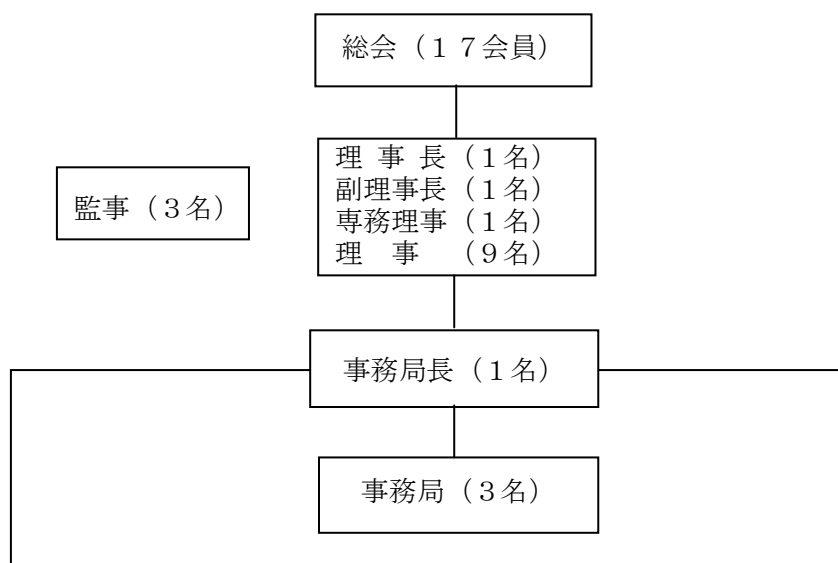 総会（１７会員）
理 事 長（１名）
副理事長（１名）
専務理事（１名）
理　事　（９名）
監事（３名）
事務局長（１名）
事務局（３名）